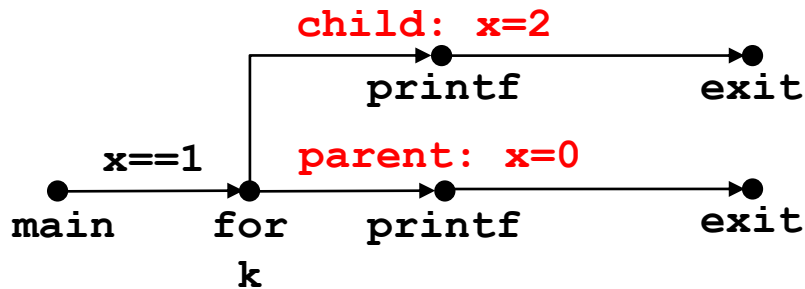 child: x=2
printf exit
x==1 parent: x=0
main for printf exit
k